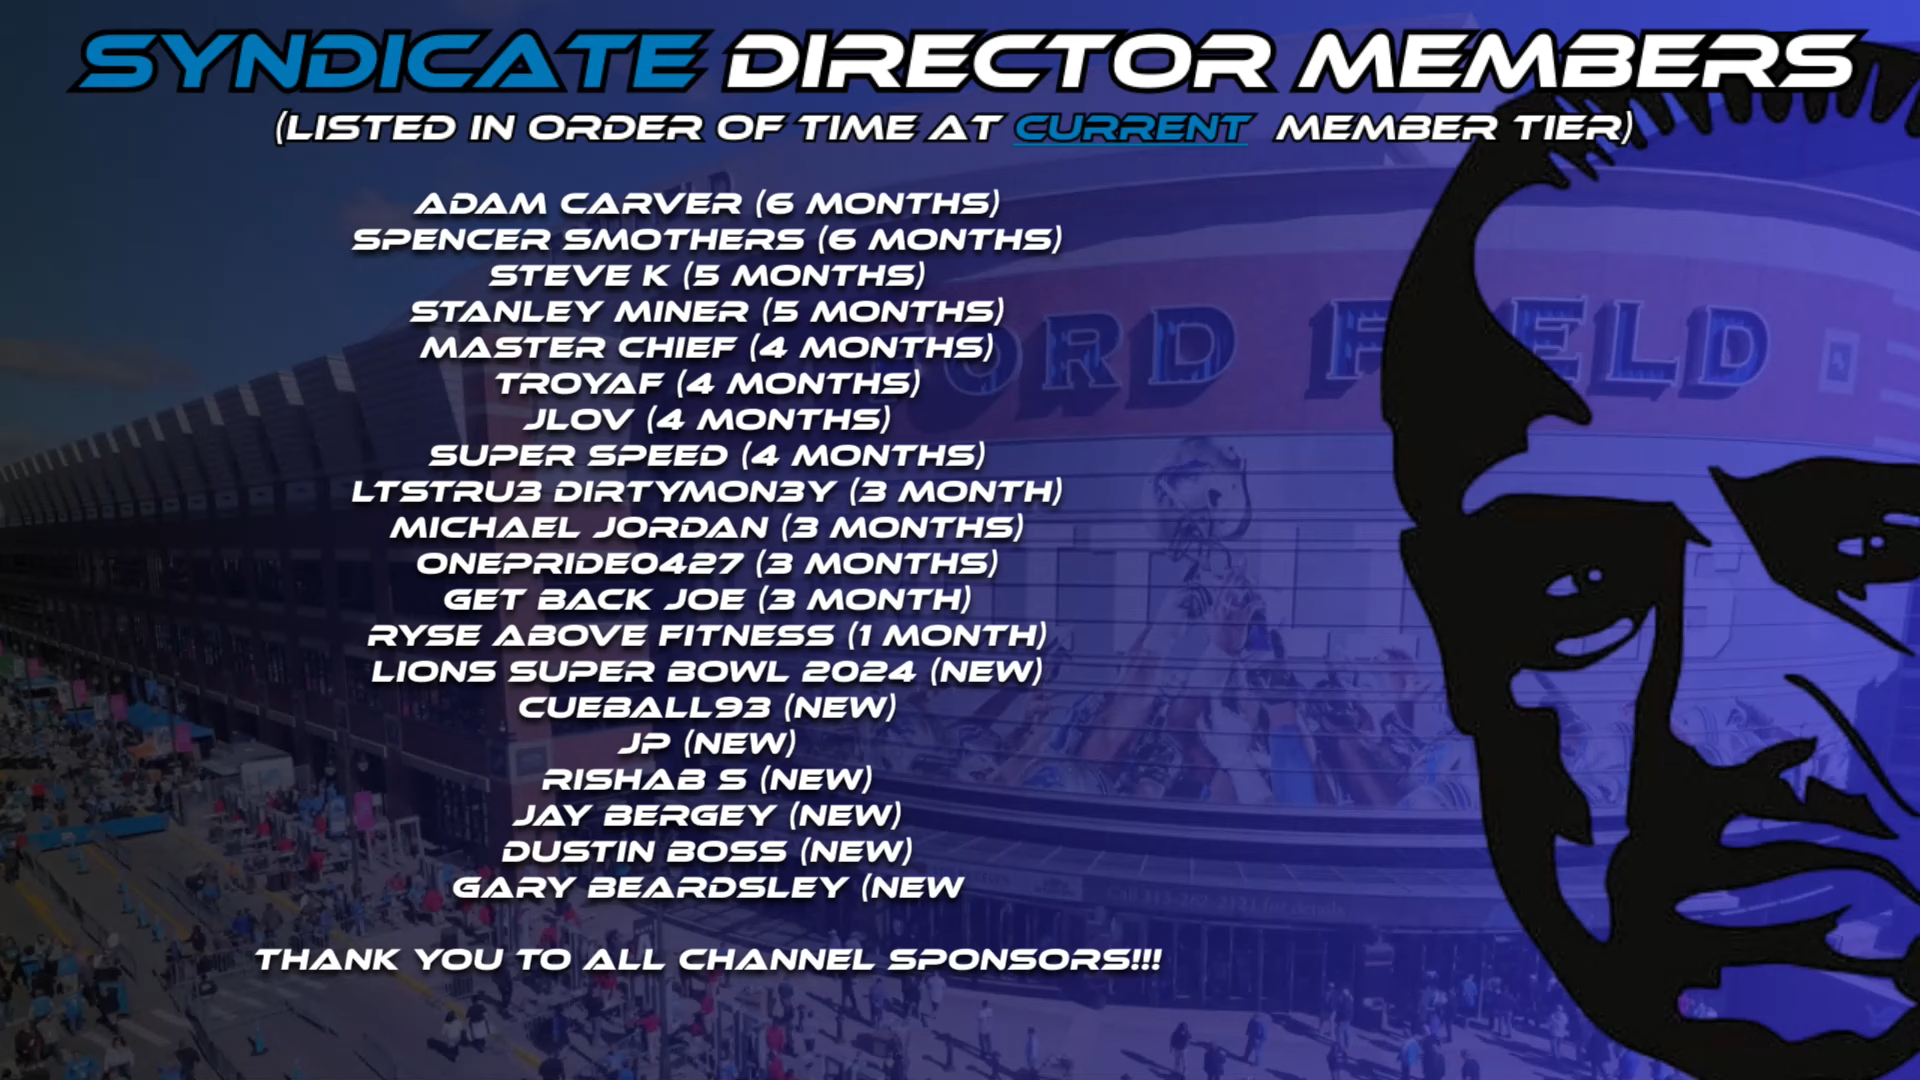 SYNDICATE DIRECTOR MEMBERS
(LISTED IN ORDER OF TIME AT CURRENT MEMBER TIER)
ADAM CARVER (6 MONTHS)
SPENCER SMOTHERS (6 MONTHS)
STEVE K (5 MONTHS)
STANLEY MINER (5 MONTHS)
MASTER CHIEF (4 MONTHS)
TROYAF (4 MONTHS)
JLOV (4 MONTHS)
SUPER SPEED (4 MONTHS)
LTSTRU3 DIRTYMON3Y (3 MONTH)
MICHAEL JORDAN (3 MONTHS)
ONEPRIDE0427 (3 MONTHS)
GET BACK JOE (3 MONTH)
RYSE ABOVE FITNESS (1 MONTH)
LIONS SUPER BOWL 2024 (NEW)
CUEBALL93 (NEW)
JP (NEW)
RISHAB S (NEW)
JAY BERGEY (NEW)
DUSTIN BOSS (NEW)
GARY BEARDSLEY (NEW
THANK YOU TO ALL CHANNEL SPONSORS!!!
FORD FIELD